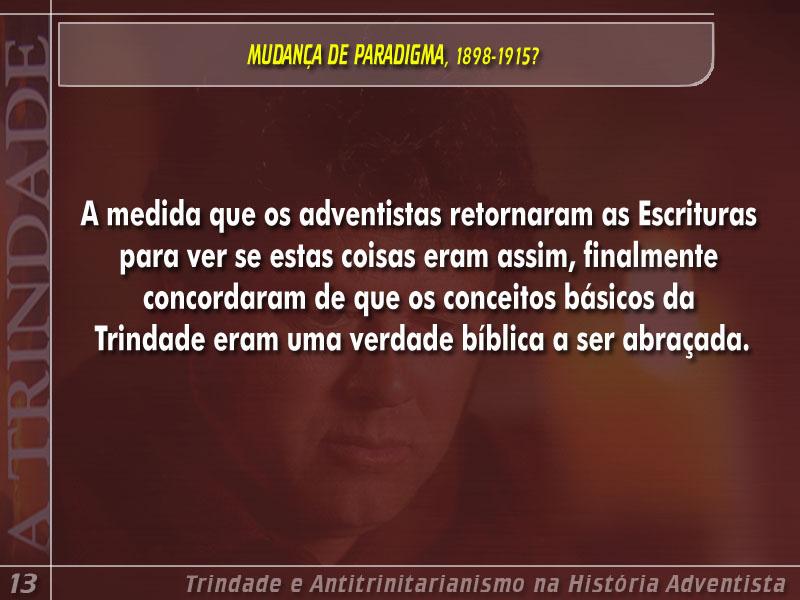 MUDANÇA DE PARADIGMA, 1898-1915?
A TRINDADE
A medida que os adventistas retornaram as Escrituras
para ver se estas coisas eram assim, finalmente
concordaram de que os conceitos básicos da
Trindade eram uma verdade bíblica a ser abraçada.
13
Trindade e Antitrinitarianismo na História Adventista